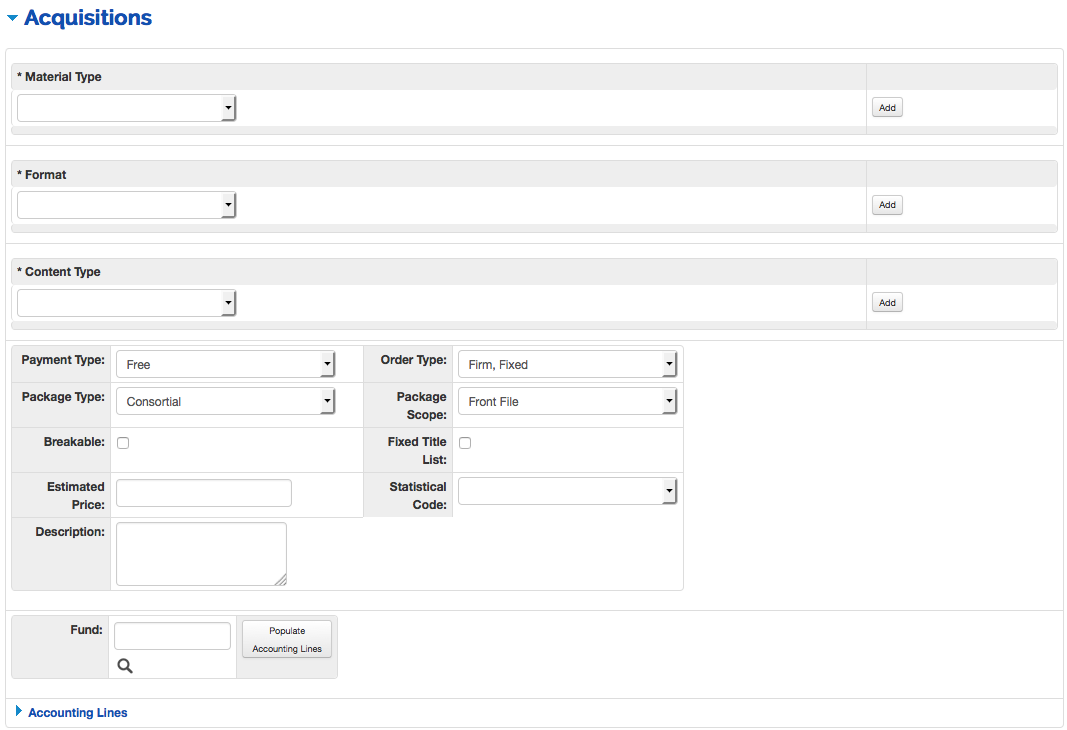 Acquisitions
* Material Type
Add
* Format
Add
* Content Type
Add
Payment Type: Free Order Type: Firm, Fixed
Package Type: Consortial Package Scope: Front File
Breakable: Fixed Title List:
Estimated Price: Statistical Code:
Description:
Fund: Populate Accounting Lines
Accounting Lines